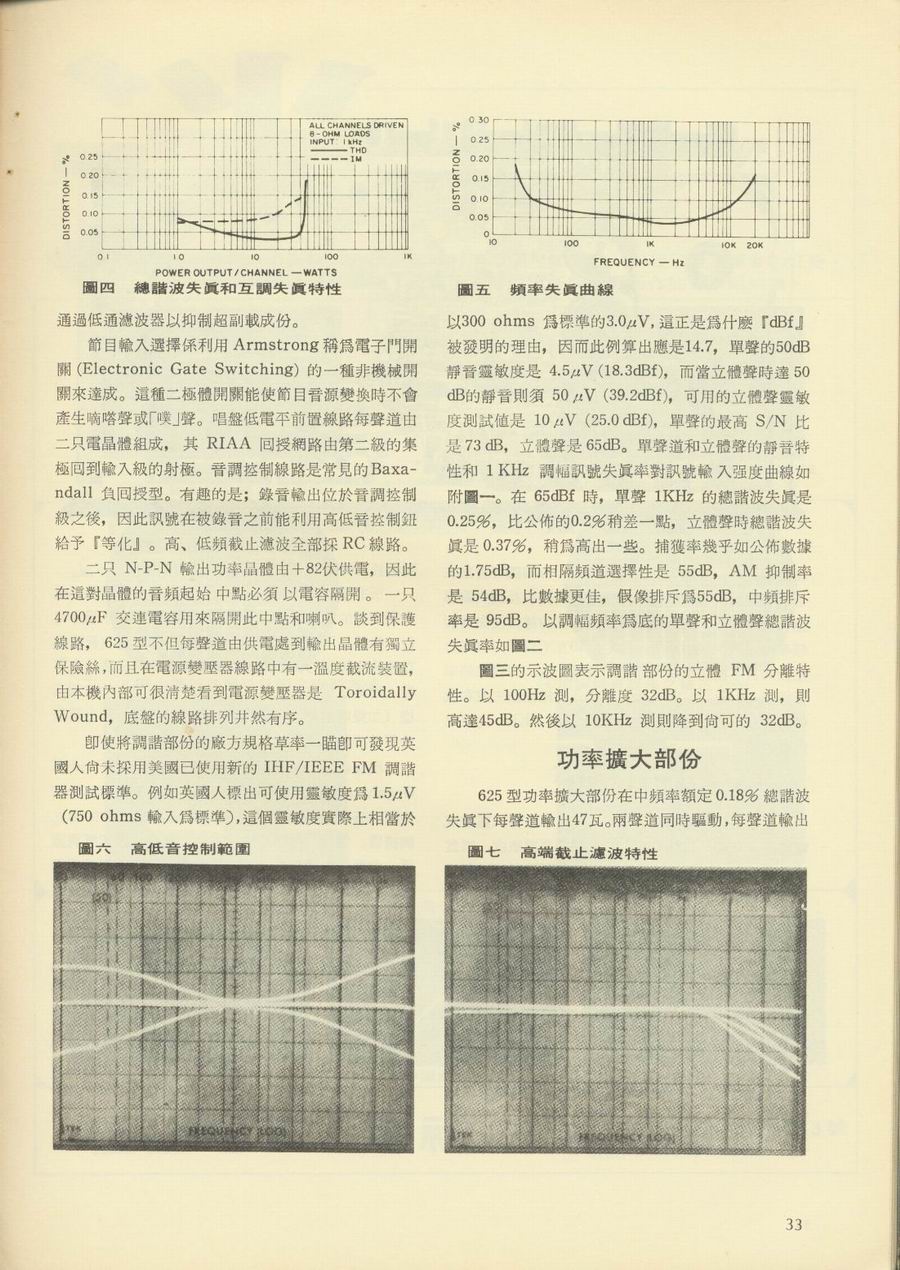 ALL CHANNELS DRIVEN
8-OHM LOADS
INPUT: 1 kHz
THD
IM
DISTORTION — %
0.25
0.20
0.15
0.10
0.05
0.1 1.0 10 100 1K
POWER OUTPUT/CHANNEL — WATTS
圖四 總諧波失眞和互調失眞特性
DISTORTION — %
0.30
0.25
0.20
0.15
0.10
0.05
0
10 100 1K 10K 20K
FREQUENCY — Hz
圖五 頻率失眞曲線
通過低通濾波器以抑制超副載成份。
節目輸入選擇係利用 Armstrong 稱爲電子門開
關 (Electronic Gate Switching) 的一種非機械開
關來達成。這種二極體開關能使節目音源變換時不會
產生嘀嗒聲或「噗」聲。唱盤低電平前置線路每聲道由
二只電晶體組成， 其 RIAA 囘授網路由第二級的集
極囘到輸入級的射極。音調控制線路是常見的 Baxa-
ndall 負囘授型。有趣的是；錄音輸出位於音調控制
級之後，因此訊號在被錄音之前能利用高低音控制鈕
給予『等化』。高、低頻截止濾波全部採 RC 線路。
二只 N-P-N 輸出功率晶體由＋82伏供電，因此
在這對晶體的音頻起始 中點必須 以電容隔開 。 一只
4700μF 交連電容用來隔開此中點和喇叭。談到保護
線路， 625 型不但每聲道由供電處到輸出晶體有獨立
保險絲，而且在電源變壓器線路中有一溫度截流裝置，
由本機內部可很淸楚看到電源變壓器是 Toroidally
Wound，底盤的線路排列井然有序。
卽使將調諧部份的廠方規格草率一瞄卽可發現英
國人尙未採用美國已使用新的 IHF/IEEE FM 調諧
器測試標準。例如英國人標出可使用靈敏度爲 1.5μV
（750 ohms 輸入爲標準），這個靈敏度實際上相當於
以300 ohms 爲標準的3.0μV，這正是爲什麼『dBf』
被發明的理由，因而此例算出應是14.7，單聲的50dB
靜音靈敏度是 4.5μV (18.3dBf)，而當立體聲時達 50
dB的靜音則須 50 μV (39.2dBf)，可用的立體聲靈敏
度測試値是 10 μV (25.0 dBf)，單聲的最高 S/N 比
是 73 dB，立體聲是 65dB。單聲道和立體聲的靜音特
性和 1 KHz 調幅訊號失眞率對訊號輸 入强度曲線如
附圖一。在 65dBf 時，單聲 1KHz 的總諧波失眞是
0.25%，比公佈的0.2%稍差一點，立體聲時總諧波失
眞是 0.37%，稍爲高出一些。捕獲率幾乎如公佈數據
的1.75dB，而相隔頻道選擇性是 55dB，AM 抑制率
是 54dB，比數據更佳，假像排斥爲55dB，中頻排斥
率是 95dB。 以調幅頻率爲底的單聲和立體聲總諧波
失眞率如圖二
圖三的示波圖表示調諧 部份的立體 FM 分離特
性。以 100Hz 測，分離度 32dB。以 1KHz 測，則
高達45dB。然後以 10KHz 測則降到尙可的 32dB。
功率擴大部份
625 型功率擴大部份在中頻率額定 0.18% 總諧波
失眞下每聲道輸出47瓦。兩聲道同時驅動，每聲道輸出
圖六 高低音控制範圍
TEK FREQUENCY (LOG)
圖七 高端截止濾波特性
TEK FREQUENCY (LOG)
33